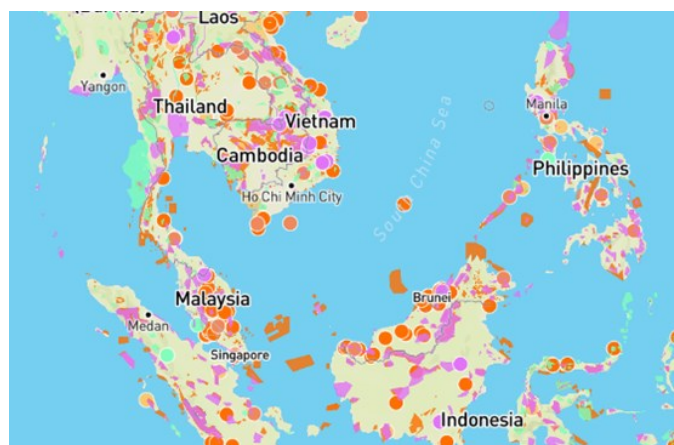 (Burma)
Laos
Yangon
Thailand
Vietnam
Cambodia
Ho Chi Minh City
South China Sea
Manila
Philippines
Malaysia
Medan
Brunei
Singapore
Indonesia